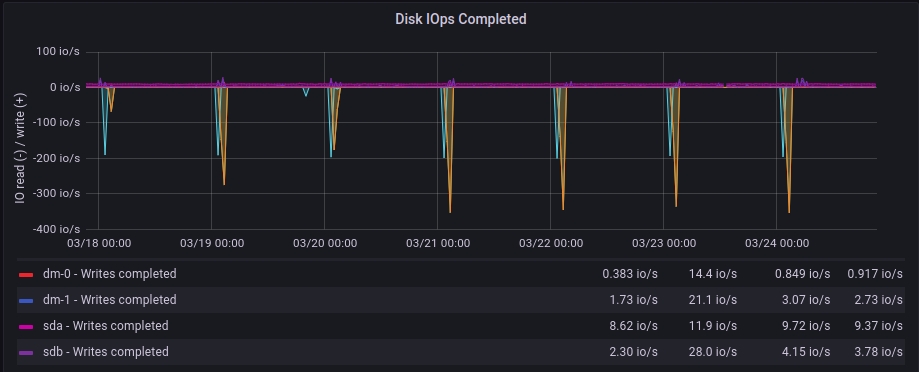 Disk IOps Completed
IO read (-) / write (+)
100 io/s
0 io/s
-100 io/s
-200 io/s
-300 io/s
-400 io/s
03/18 00:00 03/19 00:00 03/20 00:00 03/21 00:00 03/22 00:00 03/23 00:00 03/24 00:00
dm-0 - Writes completed 0.383 io/s 14.4 io/s 0.849 io/s 0.917 io/s
dm-1 - Writes completed 1.73 io/s 21.1 io/s 3.07 io/s 2.73 io/s
sda - Writes completed 8.62 io/s 11.9 io/s 9.72 io/s 9.37 io/s
sdb - Writes completed 2.30 io/s 28.0 io/s 4.15 io/s 3.78 io/s